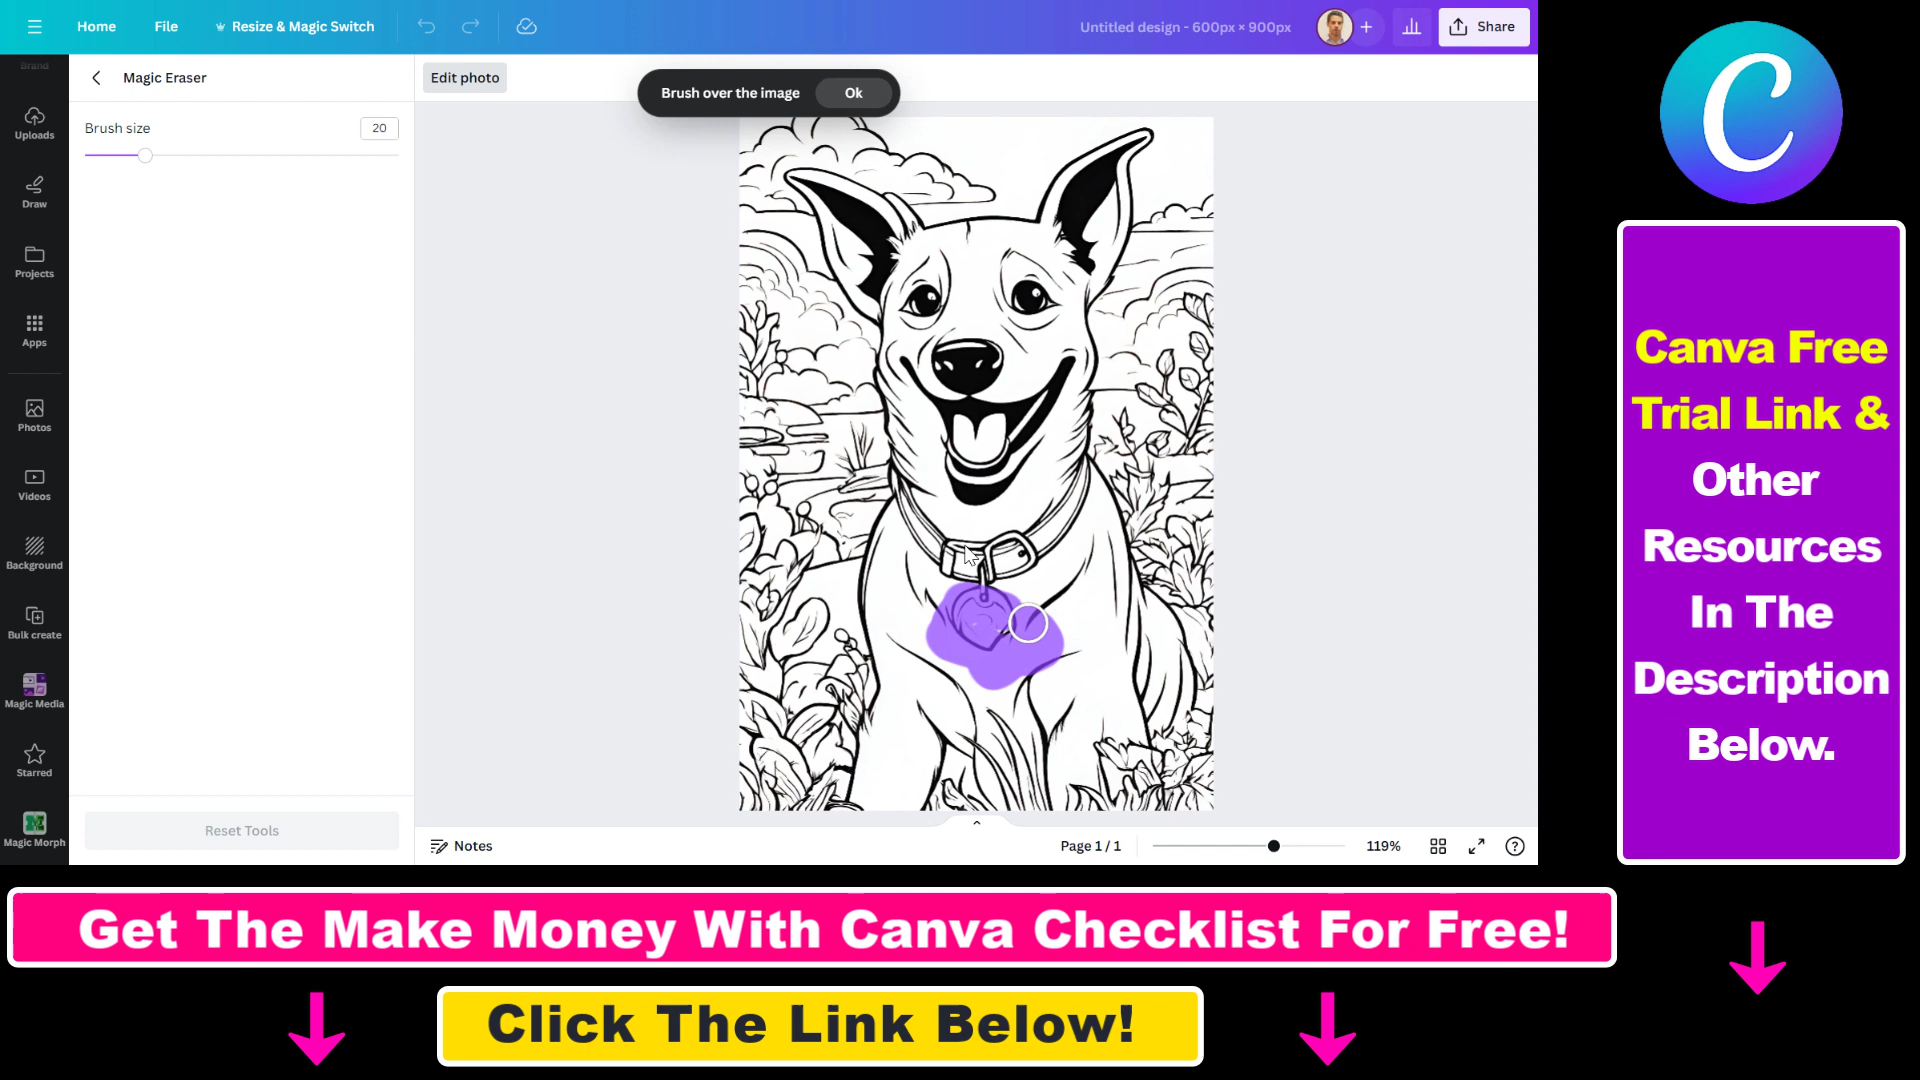 Home
File
Resize & Magic Switch
Untitled design - 600px × 900px
Share
Brand
Uploads
Draw
Projects
Apps
Photos
Videos
Background
Bulk create
Magic Media
Starred
Magic Morph
Magic Eraser
Brush size
20
Reset Tools
Edit photo
Brush over the image
Ok
Notes
Page 1 / 1
119%
C
Canva Free
Trial Link &
Other
Resources
In The
Description
Below.
Get The Make Money With Canva Checklist For Free!
Click The Link Below!